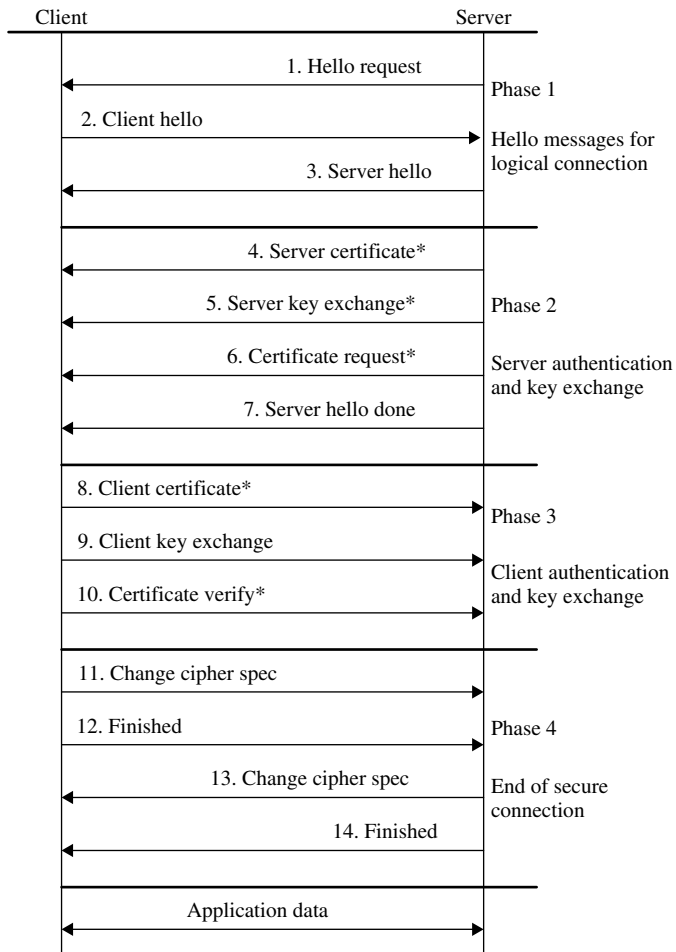 Client
Server
1. Hello request
Phase 1
2. Client hello
Hello messages for
logical connection
3. Server hello
4. Server certificate*
5. Server key exchange*
Phase 2
6. Certificate request*
Server authentication
and key exchange
7. Server hello done
8. Client certificate*
Phase 3
9. Client key exchange
Client authentication
and key exchange
10. Certificate verify*
11. Change cipher spec
12. Finished
Phase 4
13. Change cipher spec
End of secure
connection
14. Finished
Application data